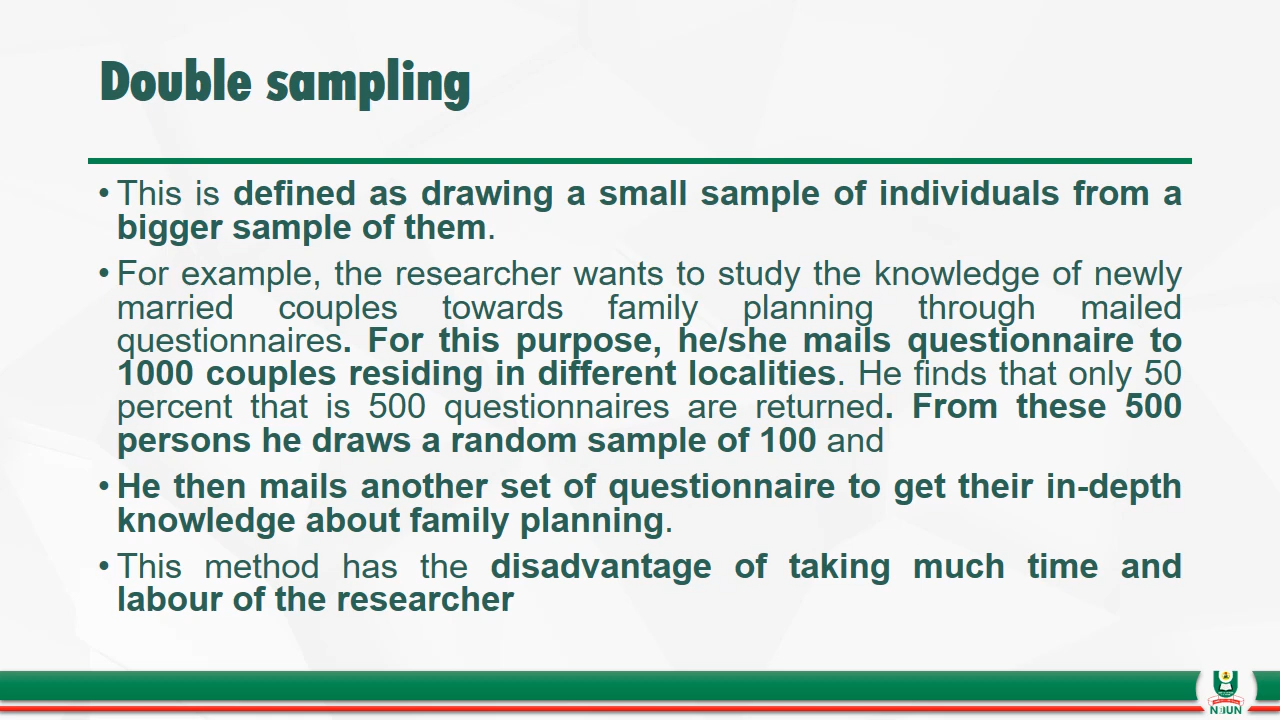 Double sampling
• This is defined as drawing a small sample of individuals from a
bigger sample of them.
• For example, the researcher wants to study the knowledge of newly
married couples towards family planning through mailed
questionnaires. For this purpose, he/she mails questionnaire to
1000 couples residing in different localities. He finds that only 50
percent that is 500 questionnaires are returned. From these 500
persons he draws a random sample of 100 and
• He then mails another set of questionnaire to get their in-depth
knowledge about family planning.
• This method has the disadvantage of taking much time and
labour of the researcher